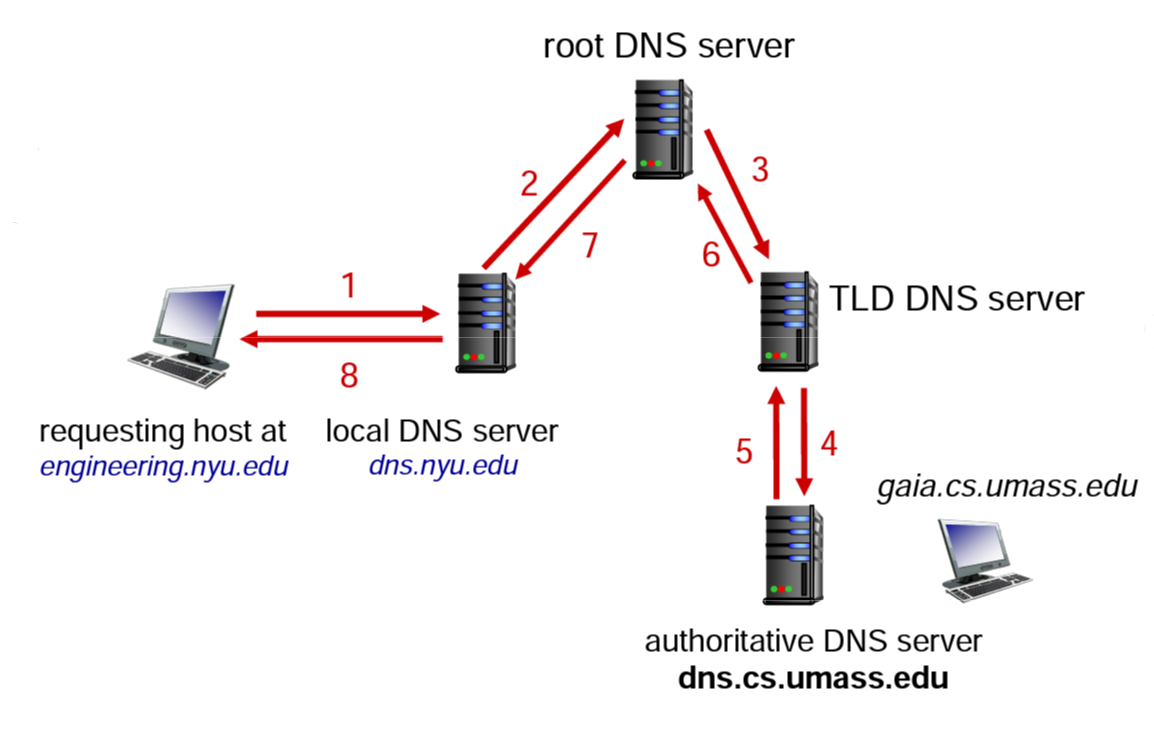 root DNS server
2
3
7
6
1
TLD DNS server
8
requesting host at
engineering.nyu.edu
local DNS server
dns.nyu.edu
5
4
gaia.cs.umass.edu
authoritative DNS server
dns.cs.umass.edu